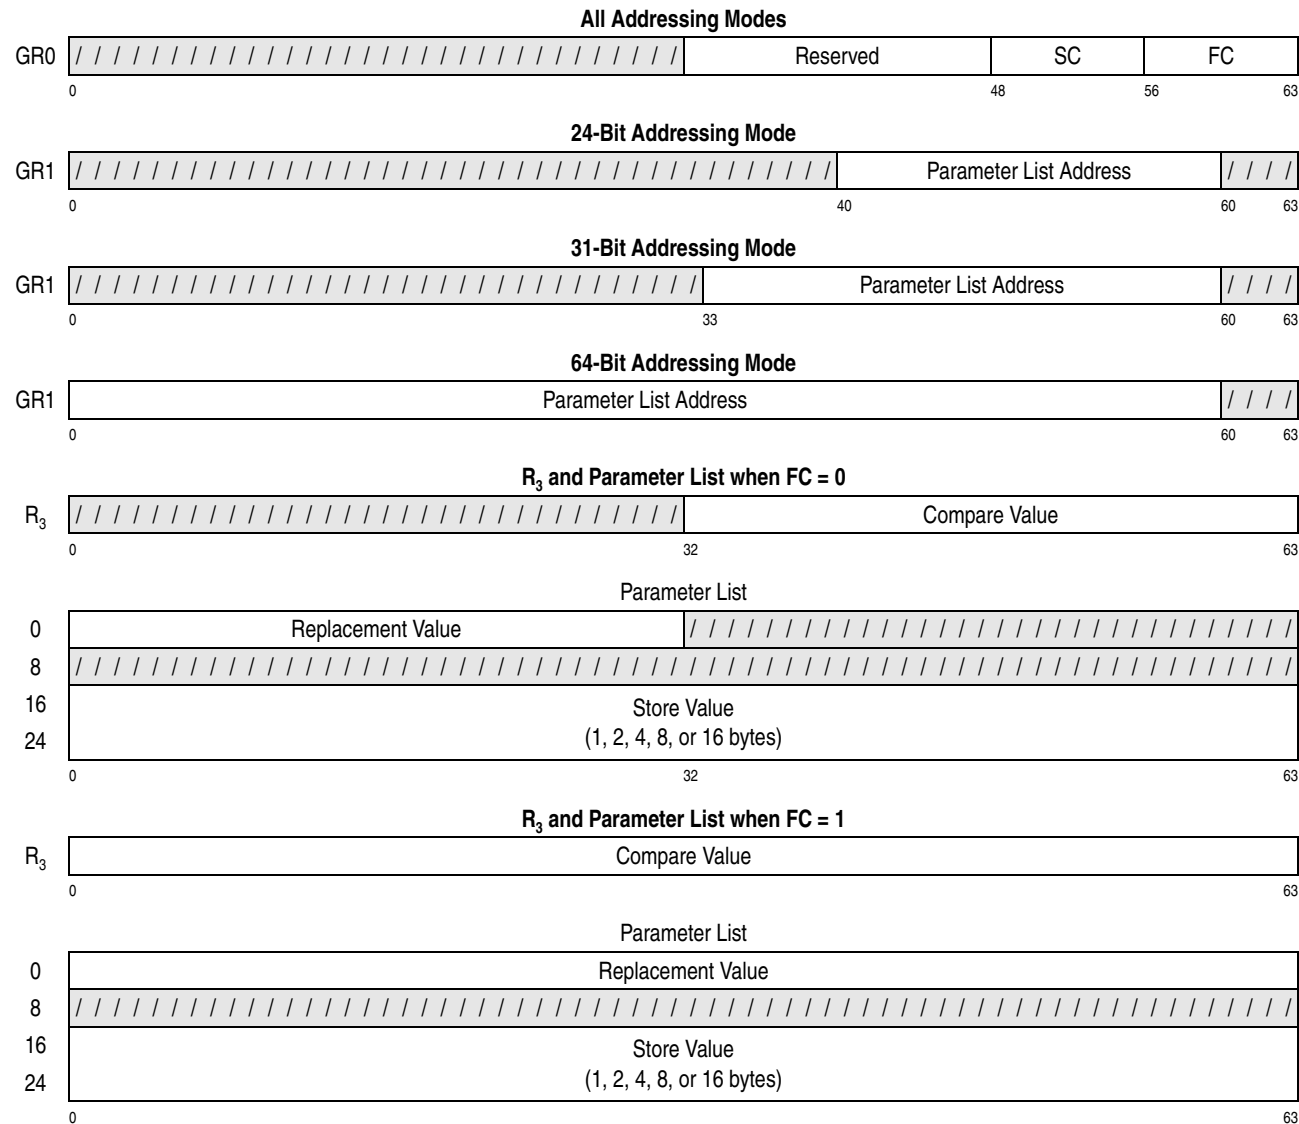 All Addressing Modes
GR0 / / / / / / / / / / / / / / / / / / / / / / / / / / / / / / / / Reserved SC FC
0 48 56 63
24-Bit Addressing Mode
GR1 / / / / / / / / / / / / / / / / / / / / / / / / / / / / / / / / / / / / / / / / Parameter List Address / / / /
0 40 60 63
31-Bit Addressing Mode
GR1 / / / / / / / / / / / / / / / / / / / / / / / / / / / / / / / / / Parameter List Address / / / /
0 33 60 63
64-Bit Addressing Mode
GR1 Parameter List Address / / / /
0 60 63
R3 and Parameter List when FC = 0
R3 / / / / / / / / / / / / / / / / / / / / / / / / / / / / / / / / Compare Value
0 32 63
Parameter List
0 Replacement Value / / / / / / / / / / / / / / / / / / / / / / / / / / / / / / / /
8 / / / / / / / / / / / / / / / / / / / / / / / / / / / / / / / / / / / / / / / / / / / / / / / / / / / / / / / / / / / / / / / /
16 Store Value
24 (1, 2, 4, 8, or 16 bytes)
0 32 63
R3 and Parameter List when FC = 1
R3 Compare Value
0 63
Parameter List
0 Replacement Value
8 / / / / / / / / / / / / / / / / / / / / / / / / / / / / / / / / / / / / / / / / / / / / / / / / / / / / / / / / / / / / / / / /
16 Store Value
24 (1, 2, 4, 8, or 16 bytes)
0 63